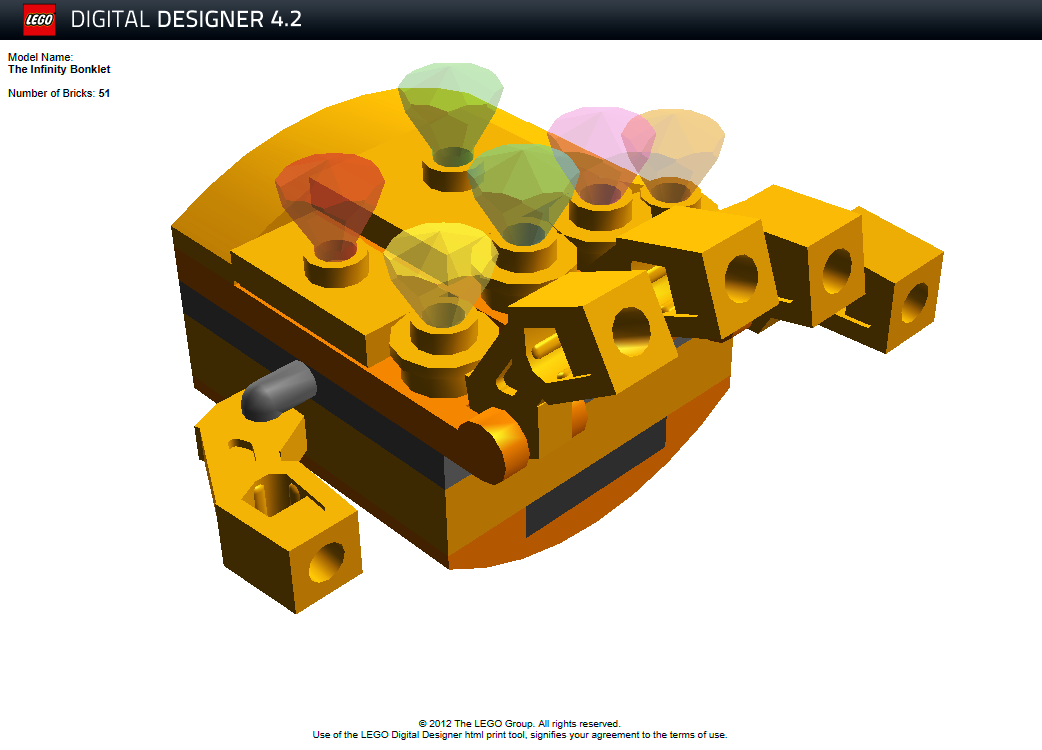 LEGO DIGITAL DESIGNER 4.2
Model Name:
The Infinity Bonklet
Number of Bricks: 51
© 2012 The LEGO Group. All rights reserved.
Use of the LEGO Digital Designer html print tool, signifies your agreement to the terms of use.